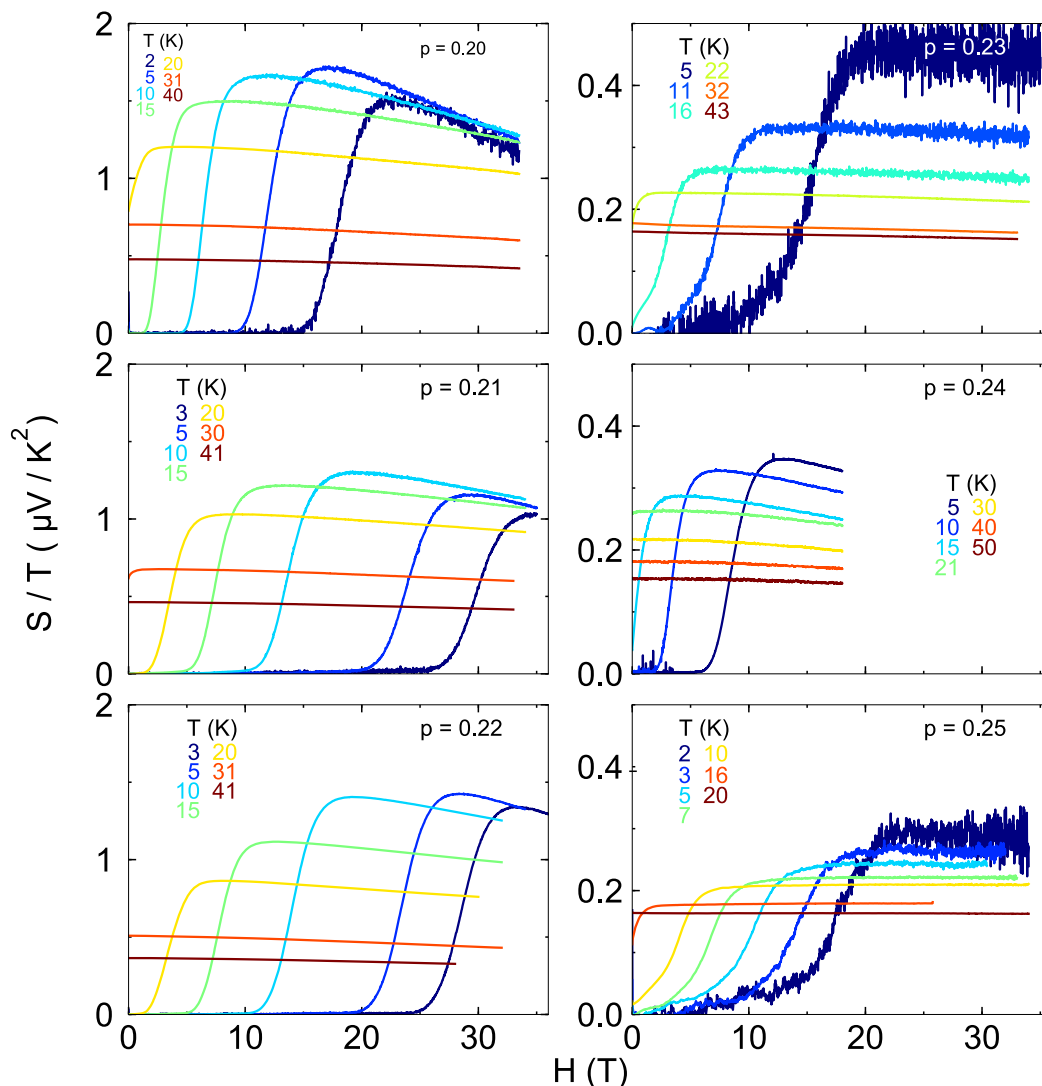 2
1
0
T (K)
2 20
5 31
10 40
15
p = 0.20
0.4
0.2
0.0
T (K)
5 22
11 32
16 43
p = 0.23
2
1
0
T (K)
3 20
5 30
10 41
15
p = 0.21
0.4
0.2
0.0
p = 0.24
T (K)
5 30
10 40
15 50
21
S / T ( μV / K²)
2
1
0
0 10 20 30
T (K)
3 20
5 31
10 41
15
p = 0.22
0.4
0.2
0.0
0 10 20 30
T (K)
2 10
3 16
5 20
7
p = 0.25
H (T)